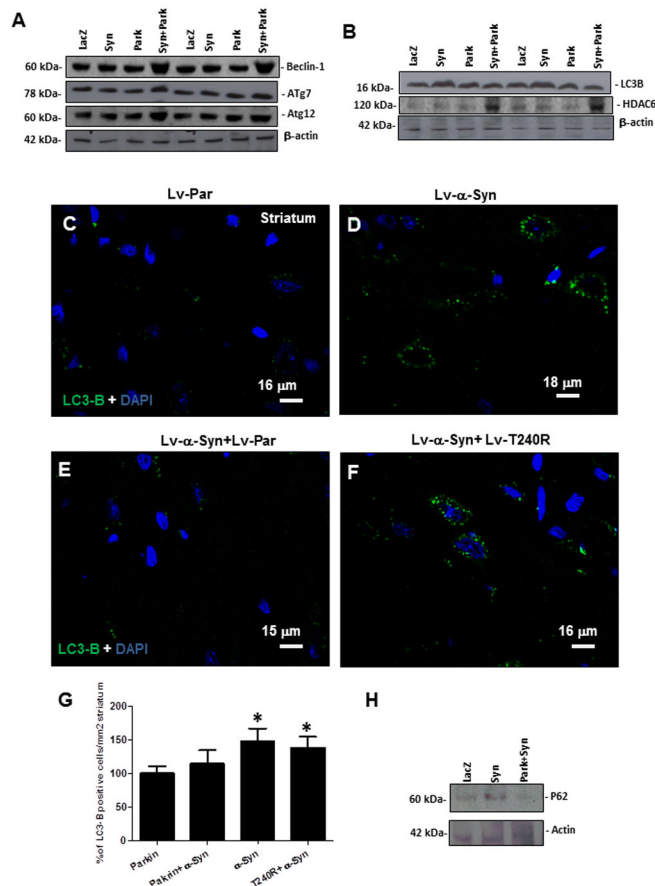 A
LacZ Syn Park Syn+Park LacZ Syn Park Syn+Park
60 kDa- - Beclin-1
78 kDa- - ATg7
60 kDa- - Atg12
42 kDa- β-actin
B
LacZ Syn Park Syn+Park LacZ Syn Park Syn+Park
16 kDa- - LC3B
120 kDa- - HDAC6
42 kDa- β-actin
Lv-Par
C
Striatum
LC3-B + DAPI
16 μm
Lv-α-Syn
D
18 μm
Lv-α-Syn+Lv-Par
E
LC3-B + DAPI
15 μm
Lv-α-Syn+ Lv-T240R
F
16 μm
G
%of LC3-B positive cells/mm2 striatum
200
150
100
50
0
* *
Parkin
Pakrin+ α-Syn
α-Syn
T240R+ α-Syn
H
LacZ Syn Park+Syn
60 kDa- - P62
42 kDa- - Actin